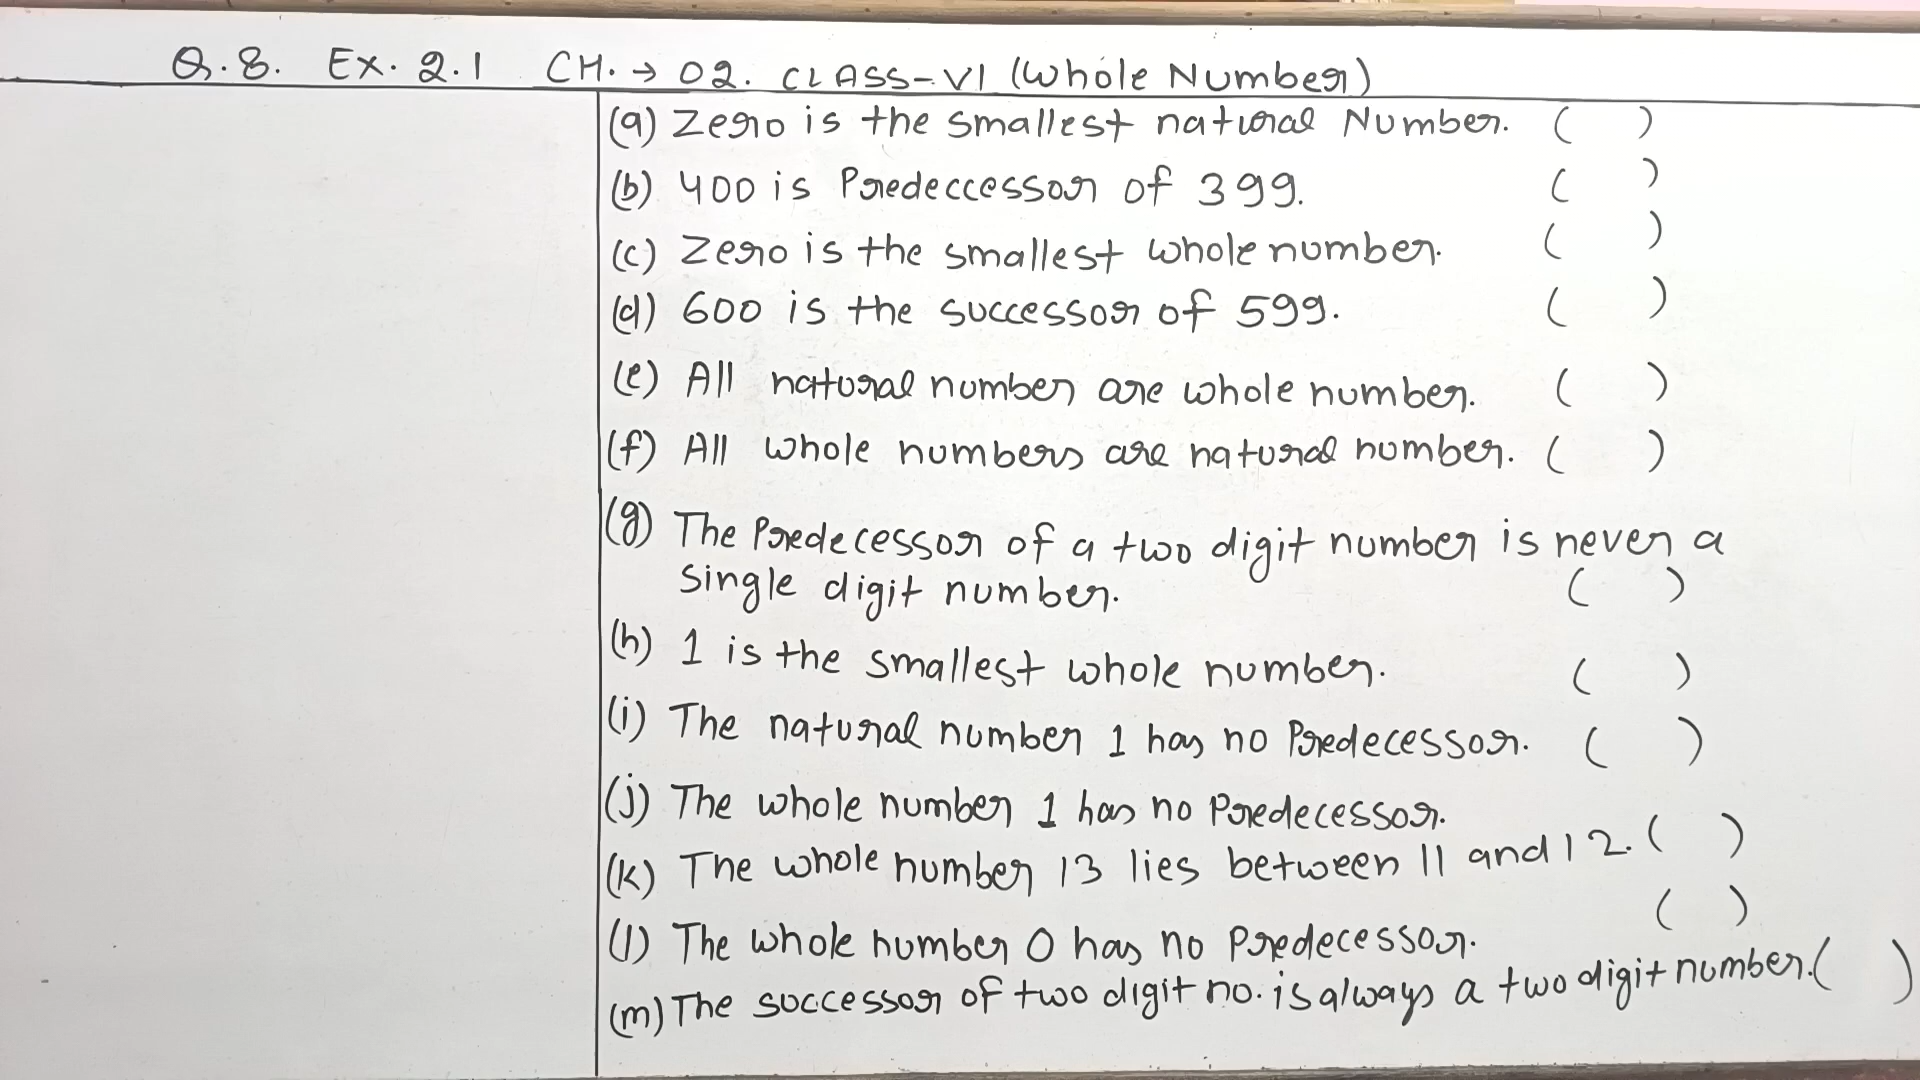 Q.8. Ex. 2.1 CH. → 02. CLASS-VI (Whole Number)
(a) Zero is the smallest natural Number. ( )
(b) 400 is Predeccessor of 399. ( )
(c) Zero is the smallest whole number. ( )
(d) 600 is the successor of 599. ( )
(e) All natural number are whole number. ( )
(f) All whole numbers are natural number. ( )
(g) The Predecessor of a two digit number is never a
single digit number. ( )
(h) 1 is the smallest whole number. ( )
(i) The natural number 1 has no Predecessor. ( )
(j) The whole number 1 has no Predecessor.
(k) The whole number 13 lies between 11 and 12. ( )
( )
(l) The whole number 0 has no Predecessor.
(m) The successor of two digit no. is always a two digit number. ( )